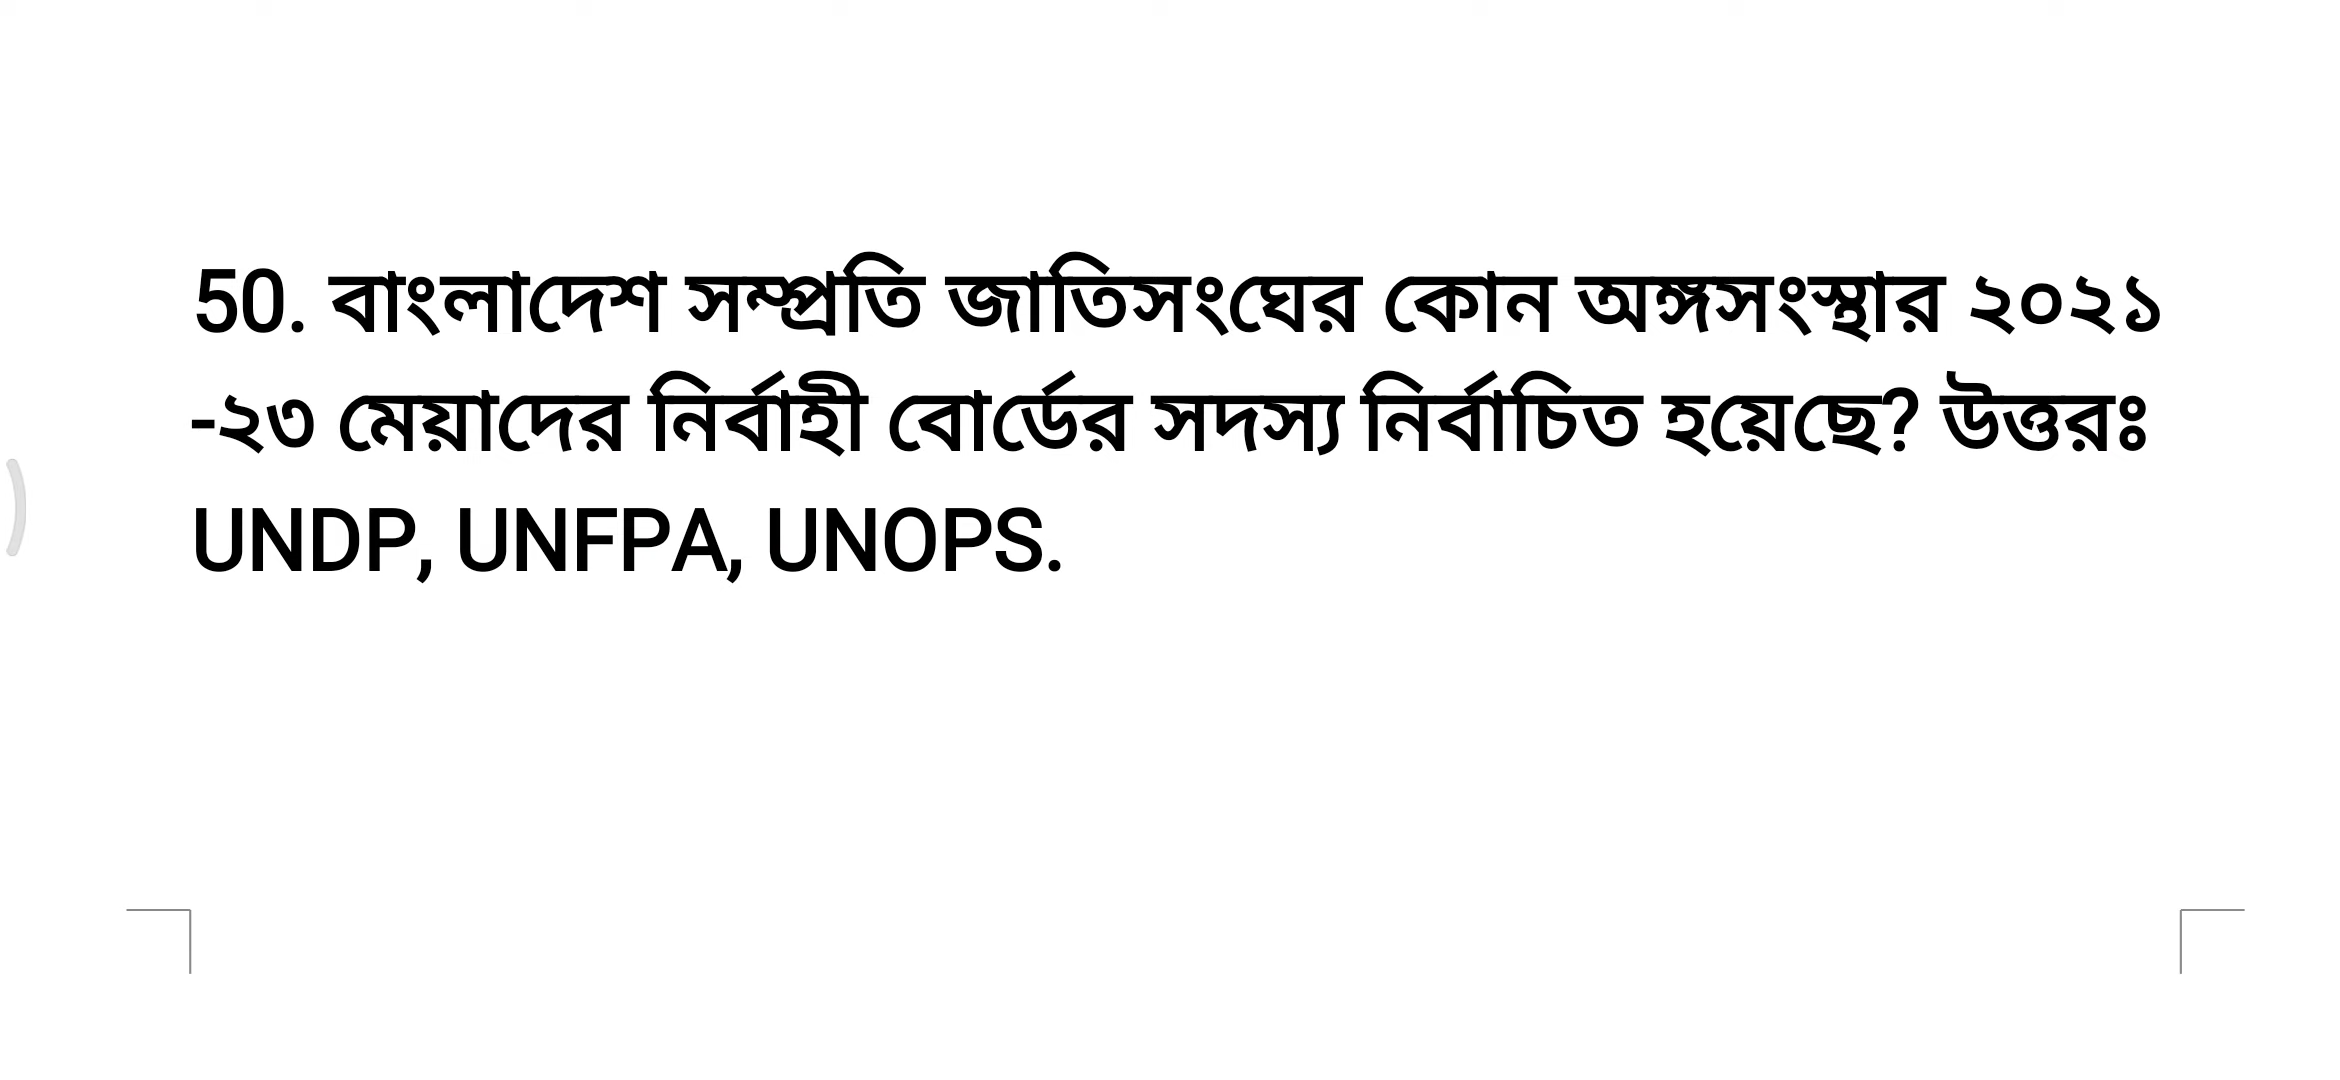 50. বাংলাদেশ সম্প্রতি জাতিসংঘের কোন অঙ্গসংস্থার ২০২১
-২৩ মেয়াদের নির্বাহী বোর্ডের সদস্য নির্বাচিত হয়েছে? উত্তরঃ
UNDP, UNFPA, UNOPS.